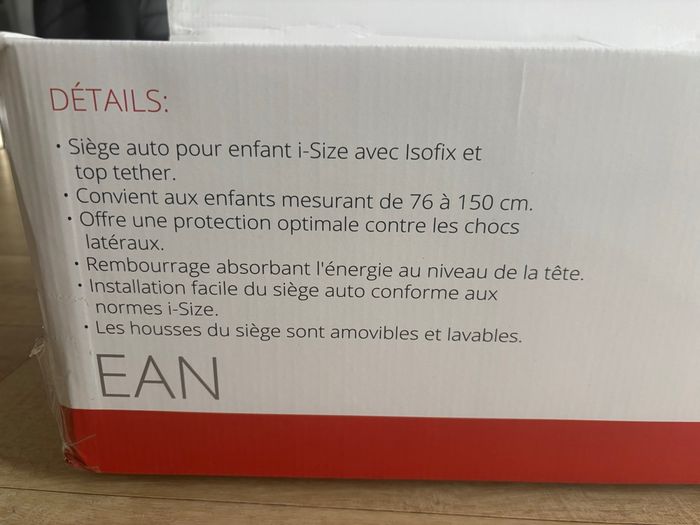 DÉTAILS:
• Siège auto pour enfant i-Size avec Isofix et
top tether.
• Convient aux enfants mesurant de 76 à 150 cm.
• Offre une protection optimale contre les chocs
latéraux.
• Rembourrage absorbant l'énergie au niveau de la tête.
• Installation facile du siège auto conforme aux
normes i-Size.
• Les housses du siège sont amovibles et lavables.
EAN